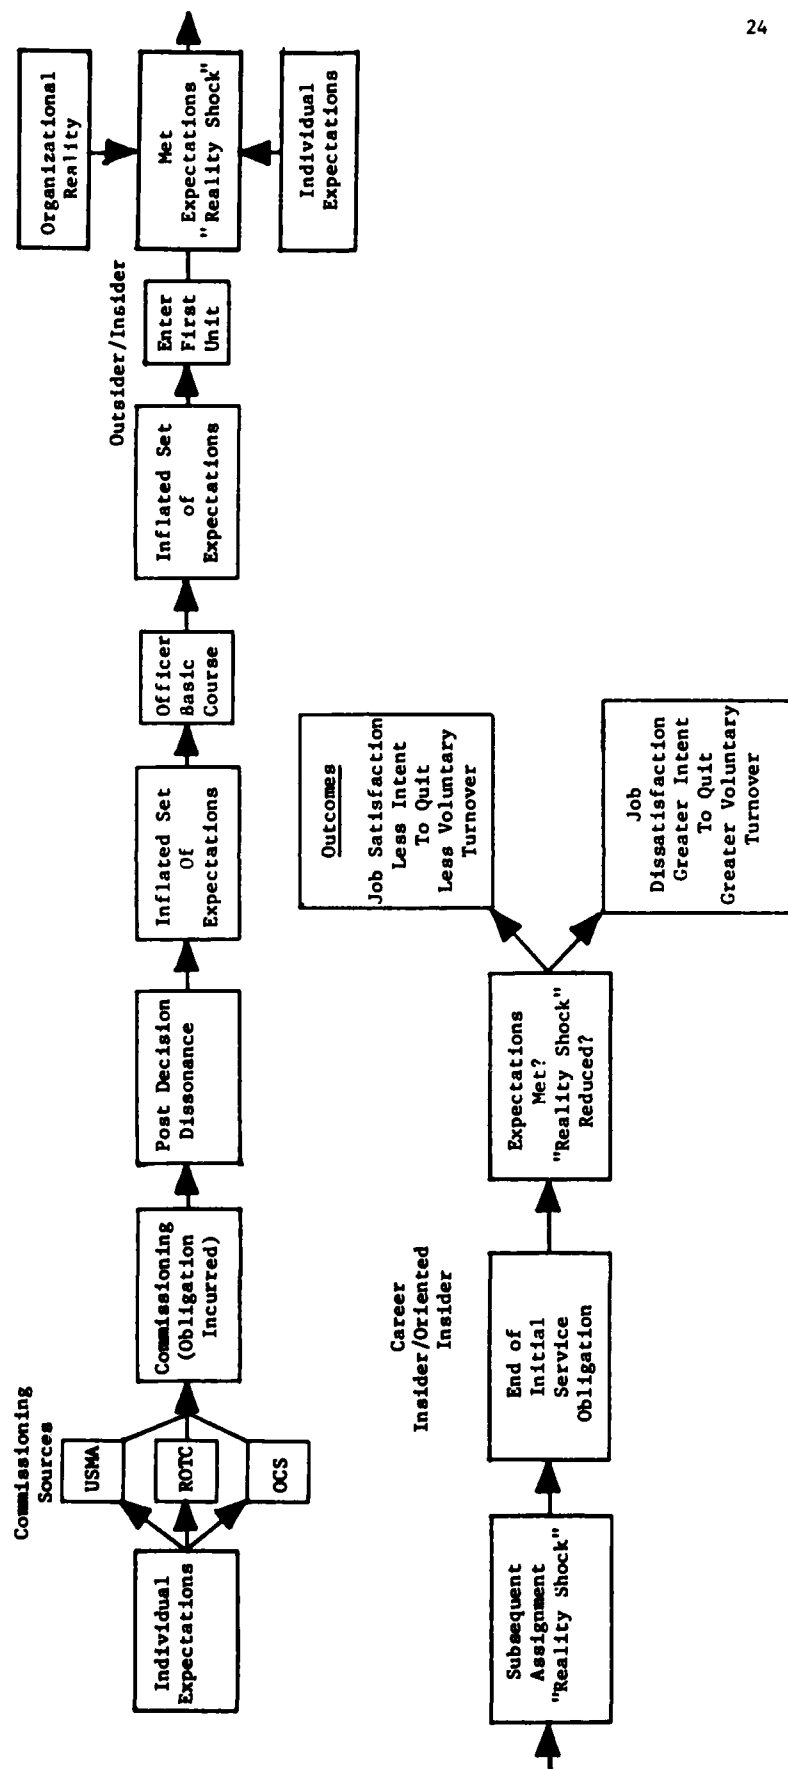 24
Commissioning
Sources
Individual
Expectations
USMA
ROTC
OCS
Commissioning
(Obligation
Incurred)
Post Decision
Dissonance
Inflated Set
Of
Expectations
Officer
Basic
Course
Inflated Set
of
Expectations
Outsider/Insider
Enter
First
Unit
Organizational
Reality
Met
Expectations
"Reality Shock"
Individual
Expectations
Subsequent
Assignment
"Reality Shock"
Career
Insider/Oriented
Insider
End of
Initial
Service
Obligation
Expectations
Met?
"Reality Shock"
Reduced?
Outcomes
Job Satisfaction
Less Intent
To Quit
Less Voluntary
Turnover
Job
Dissatisfaction
Greater Intent
To Quit
Greater Voluntary
Turnover